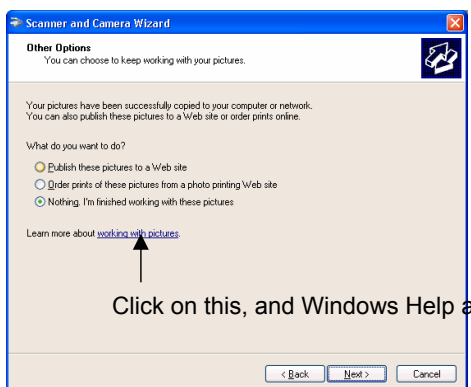 Scanner and Camera Wizard
Other Options
You can choose to keep working with your pictures.
Your pictures have been successfully copied to your computer or network.
You can also publish these pictures to a Web site or order prints online.
What do you want to do?
Publish these pictures to a Web site
Order prints of these pictures from a photo printing Web site
Nothing. I'm finished working with these pictures
Learn more about working with pictures.
Click on this, and Windows Help a
< Back
Next >
Cancel